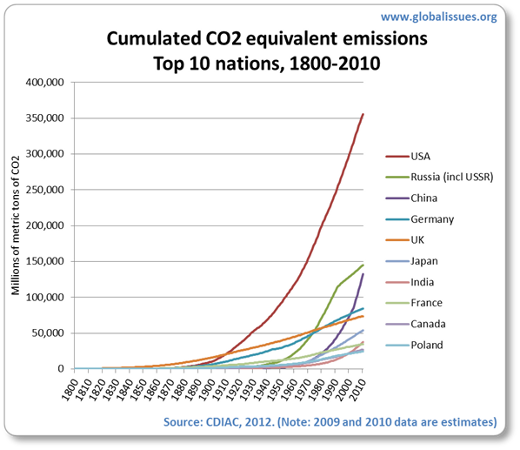 www.globalissues.org
Cumulated CO2 equivalent emissions
Top 10 nations, 1800-2010
Millions of metric tons of CO2
400,000
350,000
300,000
250,000
200,000
150,000
100,000
50,000
0
1800
1810
1820
1830
1840
1850
1860
1870
1880
1890
1900
1910
1920
1930
1940
1950
1960
1970
1980
1990
2000
2010
USA
Russia (incl USSR)
China
Germany
UK
Japan
India
France
Canada
Poland
Source: CDIAC, 2012. (Note: 2009 and 2010 data are estimates)